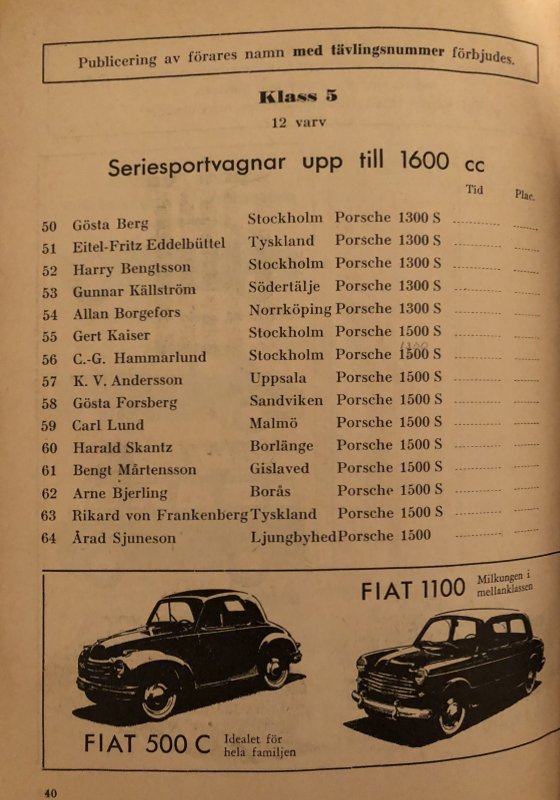 Publicering av förares namn med tävlingsnummer förbjudes.
Klass 5
12 varv
Seriesportvagnar upp till 1600 cc
Tid Plac.
50 Gösta Berg Stockholm Porsche 1300 S
51 Eitel-Fritz Eddelbüttel Tyskland Porsche 1300 S
52 Harry Bengtsson Stockholm Porsche 1300 S
53 Gunnar Källström Södertälje Porsche 1300 S
54 Allan Borgefors Norrköping Porsche 1300 S
55 Gert Kaiser Stockholm Porsche 1500 S
56 C.-G. Hammarlund Stockholm Porsche 1500 S
57 K. V. Andersson Uppsala Porsche 1500 S
58 Gösta Forsberg Sandviken Porsche 1500 S
59 Carl Lund Malmö Porsche 1500 S
60 Harald Skantz Borlänge Porsche 1500 S
61 Bengt Mårtensson Gislaved Porsche 1500 S
62 Arne Bjerling Borås Porsche 1500 S
63 Rikard von Frankenberg Tyskland Porsche 1500 S
64 Årad Sjuneson Ljungbyhed Porsche 1500
FIAT 1100 Milkungen i
mellanklassen
FIAT 500 C Idealet för
hela familjen
40